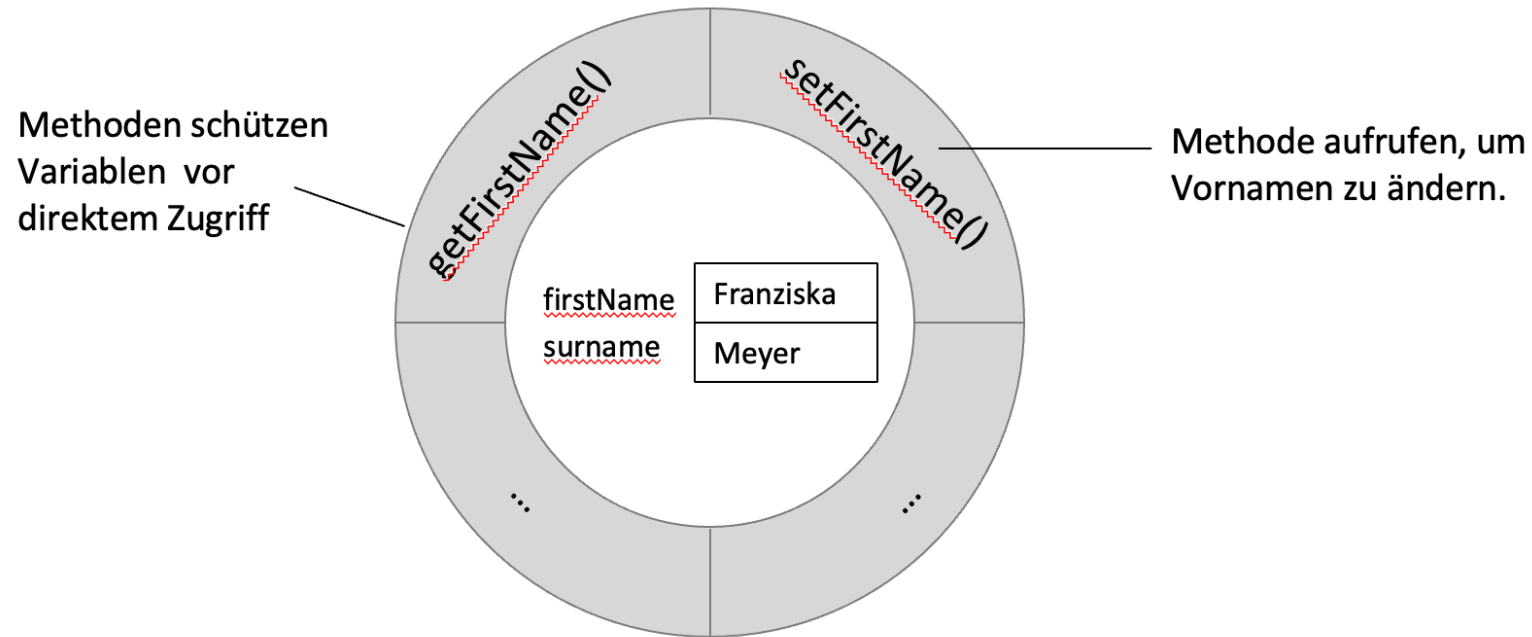 Methoden schützen
Variablen vor
direktem Zugriff
getFirstName()
setFirstName()
Methode aufrufen, um
Vornamen zu ändern.
firstName
Franziska
surname
Meyer
...
...